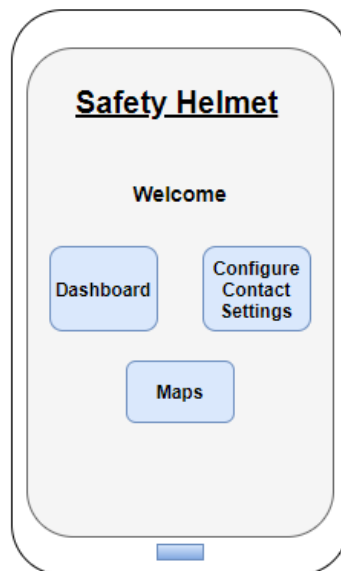 Safety Helmet
Welcome
Dashboard
Configure
Contact
Settings
Maps